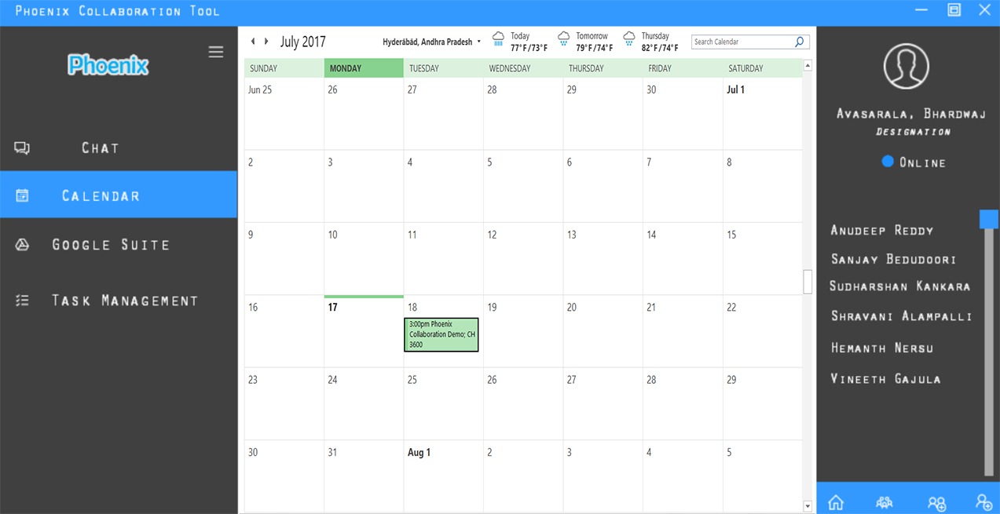 Phoenix Collaboration Tool
Phoenix
Chat
Calendar
Google Suite
Task Management
July 2017
Hyderābād, Andhra Pradesh
Today
77°F/73°F
Tomorrow
79°F/74°F
Thursday
82°F/74°F
Search Calendar
SUNDAY MONDAY TUESDAY WEDNESDAY THURSDAY FRIDAY SATURDAY
Jun 25 26 27 28 29 30 Jul 1
2 3 4 5 6 7 8
9 10 11 12 13 14 15
16 17 18 19 20 21 22
3:00pm Phoenix
Collaboration Demo; CH
3600
23 24 25 26 27 28 29
30 31 Aug 1 2 3 4 5
Avasarala, Bhardwaj
Designation
Online
Anudeep Reddy
Sanjay Bedudoori
Sudharshan Kankara
Shravani Alampalli
Hemanth Nersu
Vineeth Gajula